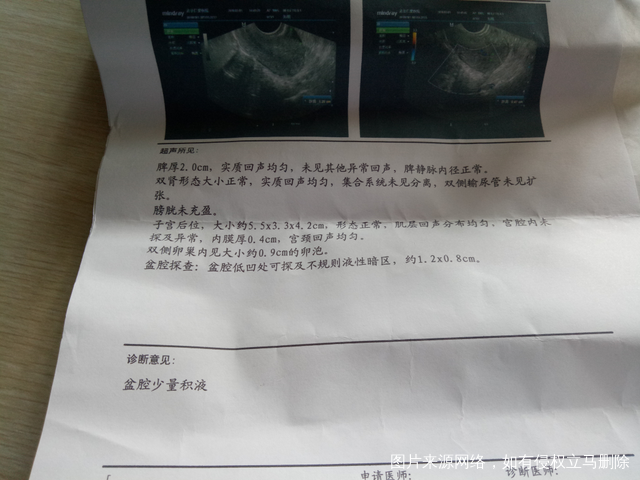 mindray
mindray
超声所见:
脾厚2.0cm，实质回声均匀，未见其他异常回声，脾静脉内径正常。
双肾形态大小正常，实质回声均匀，集合系统未见分离，双侧输尿管未见扩
张。
膀胱未充盈。
子宫后位，大小约5.5x3.3x4.2cm，形态正常，肌层回声分布均匀，宫腔内未
探及异常，内膜厚0.4cm，宫颈回声均匀。
双侧卵巢内见大小约0.9cm的卵泡。
盆腔探查：盆腔低凹处可探及不规则液性暗区，约1.2x0.8cm。
诊断意见:
盆腔少量积液
图片来源网络，如有侵权立马删除
申请医师:
诊断医师: